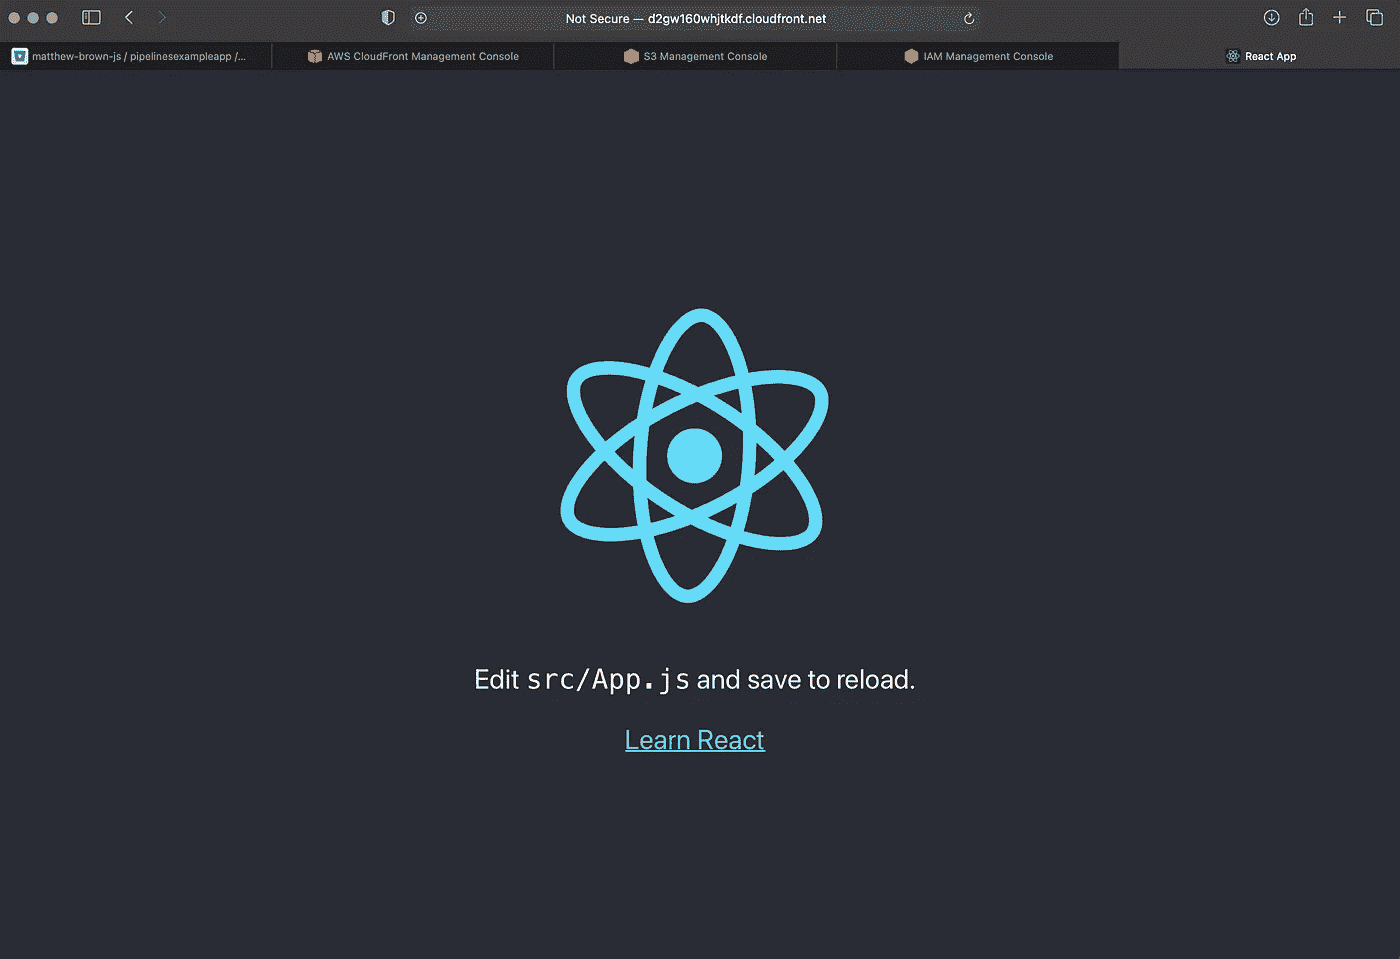 Not Secure — d2gw160whjtkdf.cloudfront.net
matthew-brown-js / pipelinesexampleapp /...
AWS CloudFront Management Console
S3 Management Console
IAM Management Console
React App
Edit src/App.js and save to reload.
Learn React